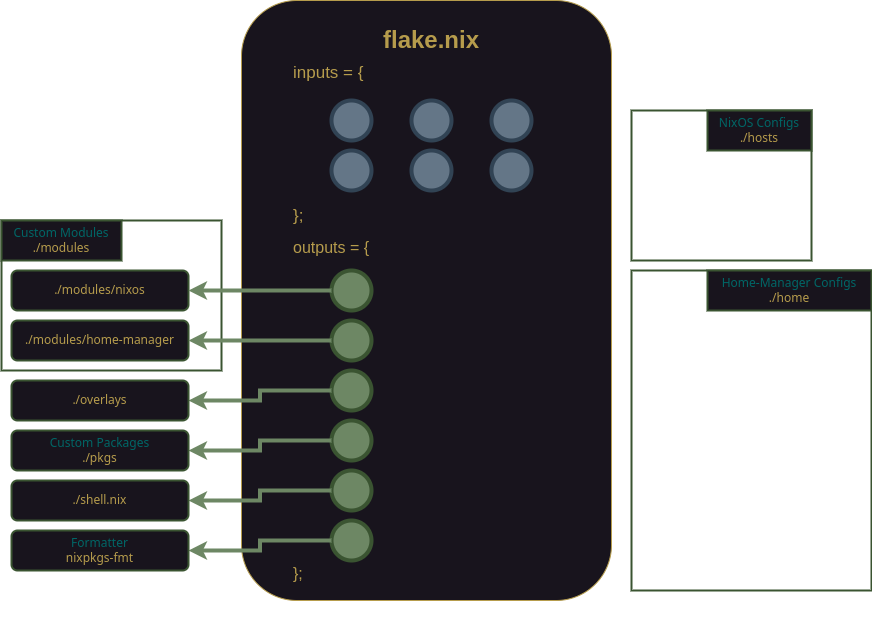 flake.nix
inputs = {
};
outputs = {
};
Custom Modules
./modules
./modules/nixos
./modules/home-manager
./overlays
Custom Packages
./pkgs
./shell.nix
Formatter
nixpkgs-fmt
NixOS Configs
./hosts
Home-Manager Configs
./home